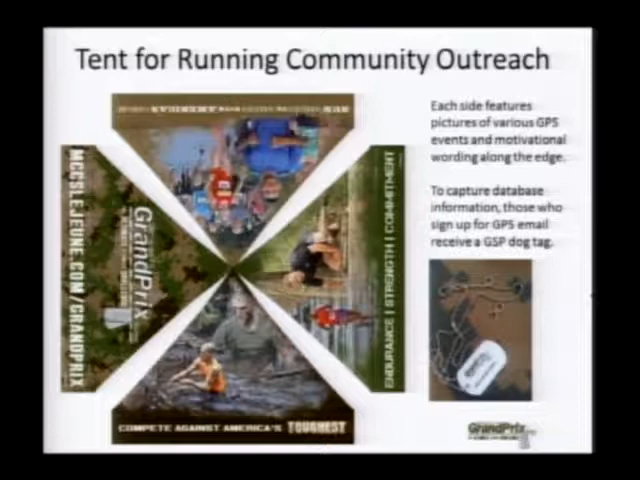 Tent for Running Community Outreach
Each side features
pictures of various GPS
events and motivational
wording along the edge.
To capture database
information, those who
sign up for GPS email
receive a GSP dog tag.
MCCSLEJEUNE.COM/GRANDPRIX
GrandPrix
ENDURANCE | STRENGTH | COMMITMENT
COMPETE AGAINST AMERICA'S TOUGHEST
GrandPrix